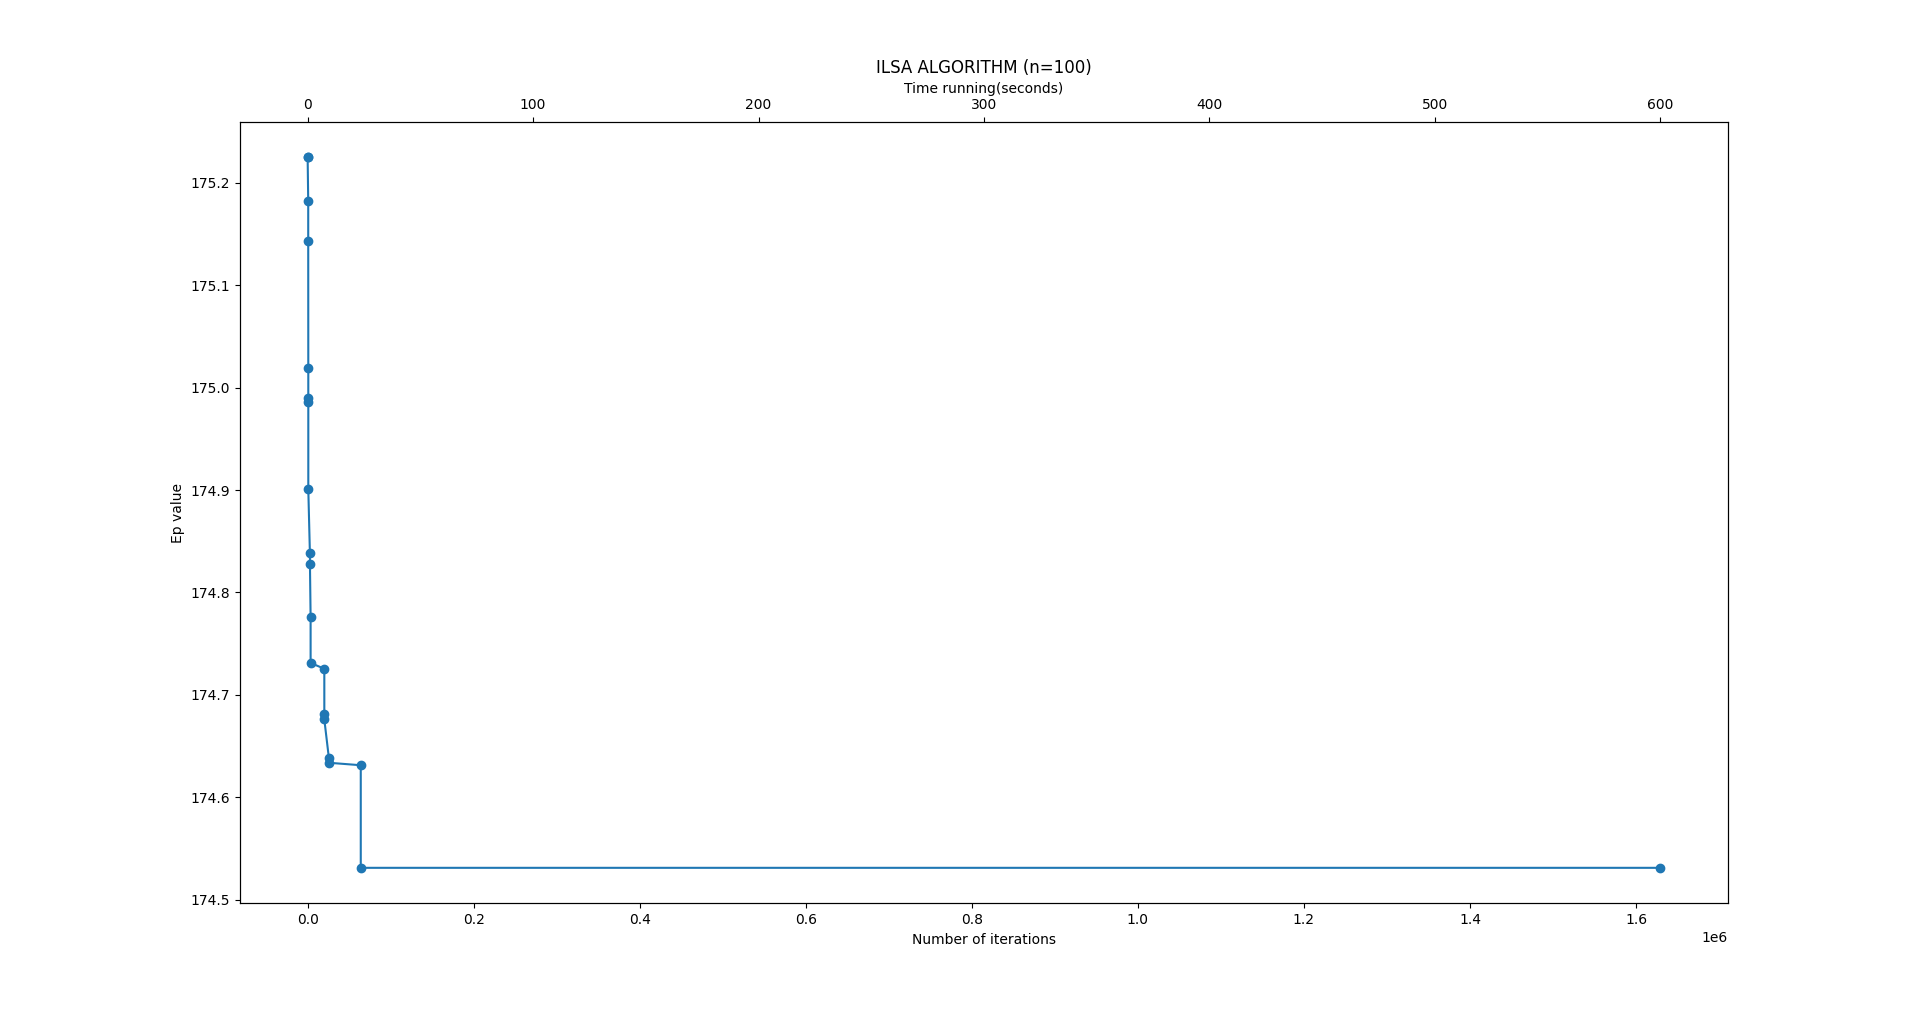 ILSA ALGORITHM (n=100)
Time running(seconds)
0 100 200 300 400 500 600
175.2
175.1
175.0
174.9
174.8
174.7
174.6
174.5
Ep value
0.0 0.2 0.4 0.6 0.8 1.0 1.2 1.4 1.6
1e6
Number of iterations